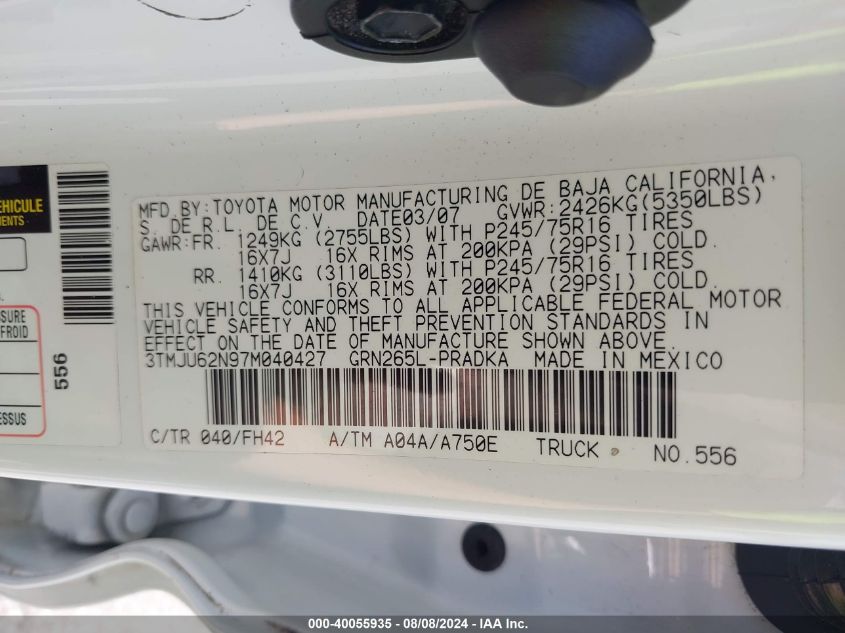 EHICULE
MENTS
SSURE
FROID
ESSUS
556
MFD.BY:TOYOTA MOTOR MANUFACTURING DE BAJA CALIFORNIA,
S. DE R.L. DE C.V. DATE03/07 GVWR:2426KG(5350LBS)
GAWR:FR. 1249KG (2755LBS) WITH P245/75R16 TIRES
16X7J 16X RIMS AT 200KPA (29PSI) COLD.
RR. 1410KG (3110LBS) WITH P245/75R16 TIRES
16X7J 16X RIMS AT 200KPA (29PSI) COLD.
THIS VEHICLE CONFORMS TO ALL APPLICABLE FEDERAL MOTOR
VEHICLE SAFETY AND THEFT PREVENTION STANDARDS IN
EFFECT ON THE DATE OF MANUFACTURE SHOWN ABOVE.
3TMJU62N97M040427 GRN265L-PRADKA MADE IN MEXICO
C/TR 040/FH42 A/TM A04A/A750E TRUCK NO.556
000-40055935 - 08/08/2024 - IAA Inc.